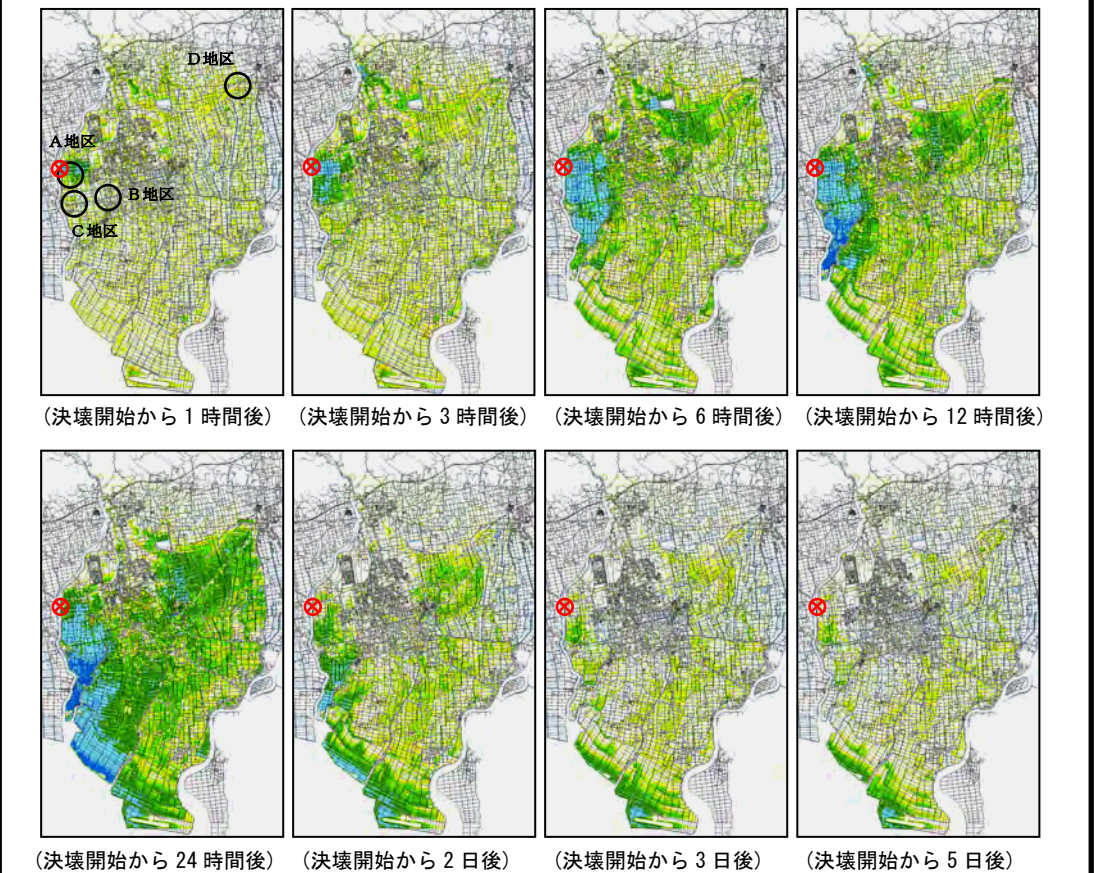 D地区
A地区
B地区
C地区
(決壊開始から1時間後)
(決壊開始から3時間後)
(決壊開始から6時間後)
(決壊開始から12時間後)
(決壊開始から24時間後)
(決壊開始から2日後)
(決壊開始から3日後)
(決壊開始から5日後)